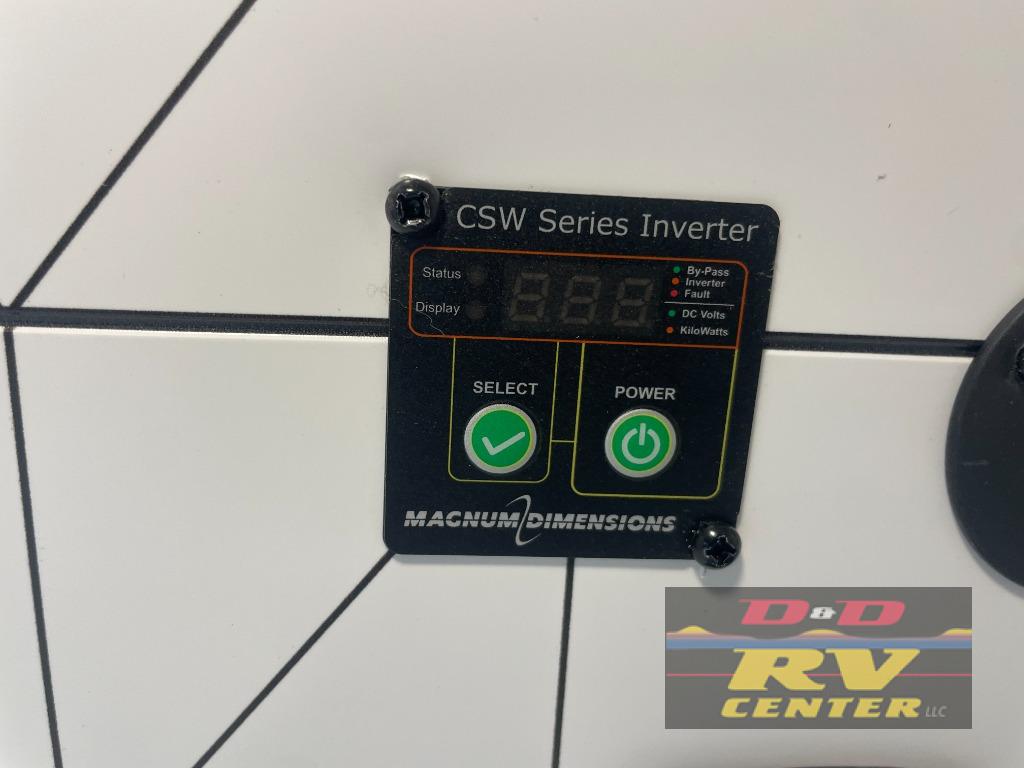 CSW Series Inverter
Status
Display
By-Pass
Inverter
Fault
DC Volts
KiloWatts
SELECT
POWER
MAGNUM DIMENSIONS
D&D
RV
CENTER LLC